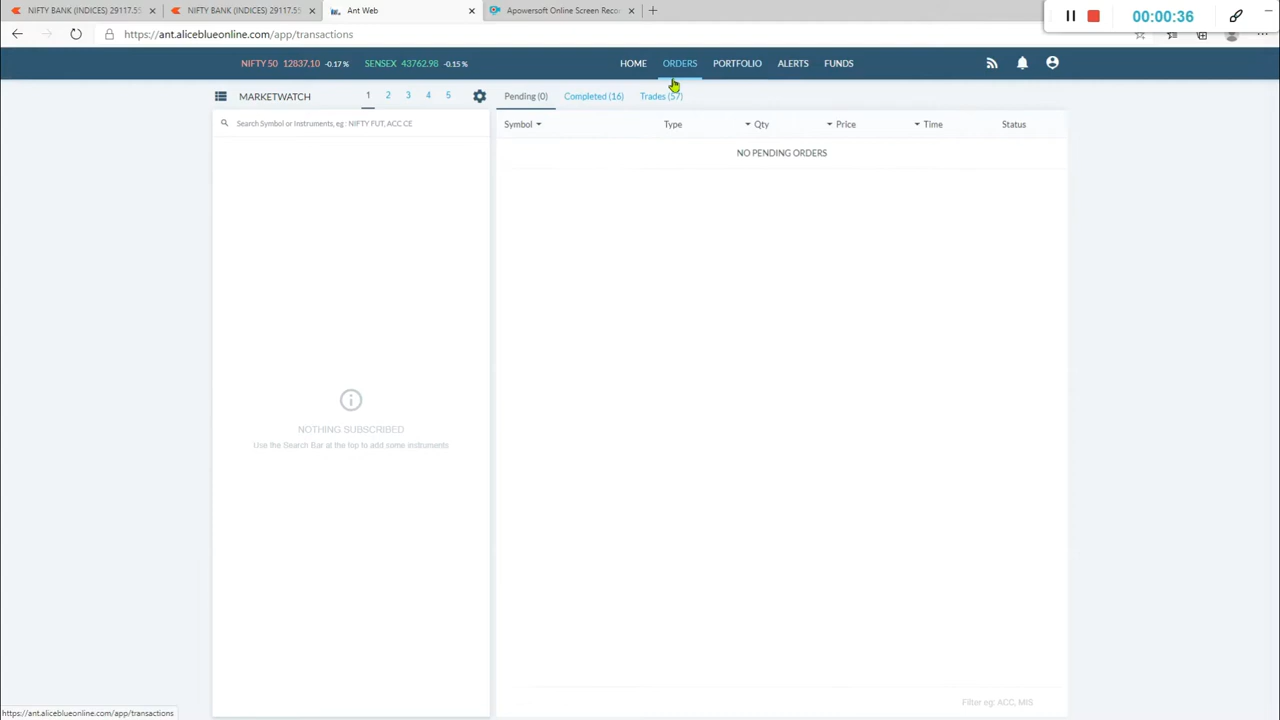 NIFTY BANK (INDICES) 29117.55
NIFTY BANK (INDICES) 29117.55
Ant Web
Apowersoft Online Screen Reco
00:00:36
https://ant.aliceblueonline.com/app/transactions
NIFTY 50 12837.10 -0.17 %
SENSEX 43762.98 -0.15 %
HOME
ORDERS
PORTFOLIO
ALERTS
FUNDS
MARKETWATCH
1 2 3 4 5
Pending (0)
Completed (16)
Trades (57)
Search Symbol or Instruments, eg : NIFTY FUT, ACC CE
Symbol
Type
Qty
Price
Time
Status
NO PENDING ORDERS
NOTHING SUBSCRIBED
Use the Search Bar at the top to add some instruments
Filter eg: ACC, MIS
https://ant.aliceblueonline.com/app/transactions